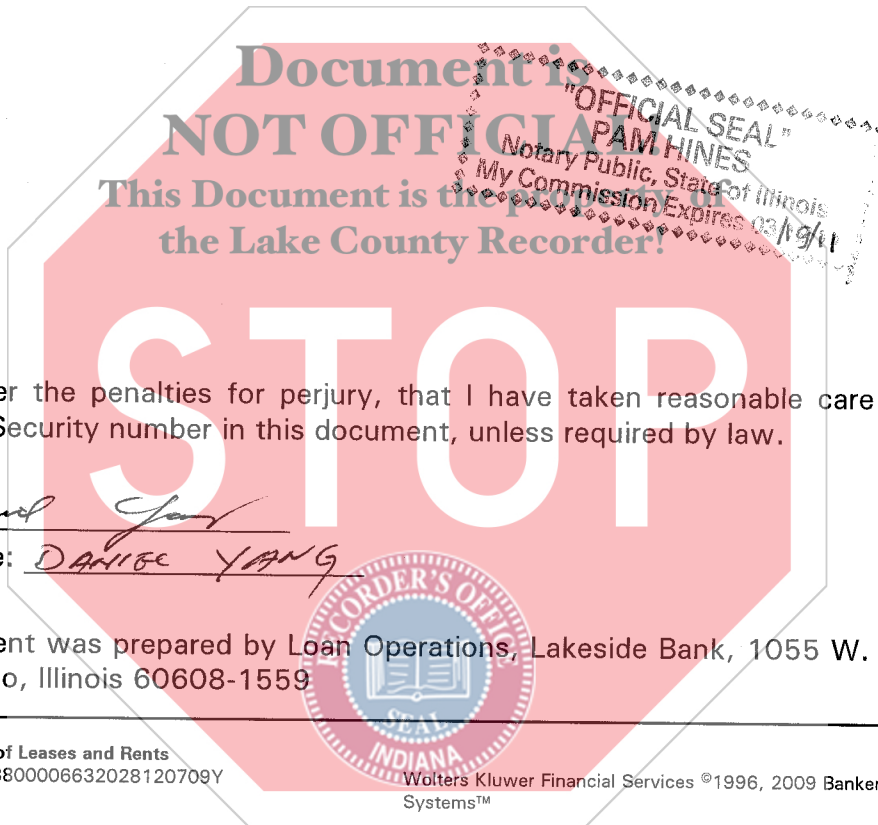 Document is
NOT OFFICIAL!
This Document is the property of
the Lake County Recorder!
"OFFICIAL SEAL"
PAM HINES
Notary Public, State of Illinois
My Commission Expires 03/19/11
STOP
er the penalties for perjury, that I have taken reasonable care
Security number in this document, unless required by law.
e: DANIEL YANG
ent was prepared by Loan Operations, Lakeside Bank, 1055 W.
o, Illinois 60608-1559
RECORDER'S OFFICE
SEAL
INDIANA
of Leases and Rents
3800006632028120709Y
Wolters Kluwer Financial Services ©1996, 2009 Banker
Systems™